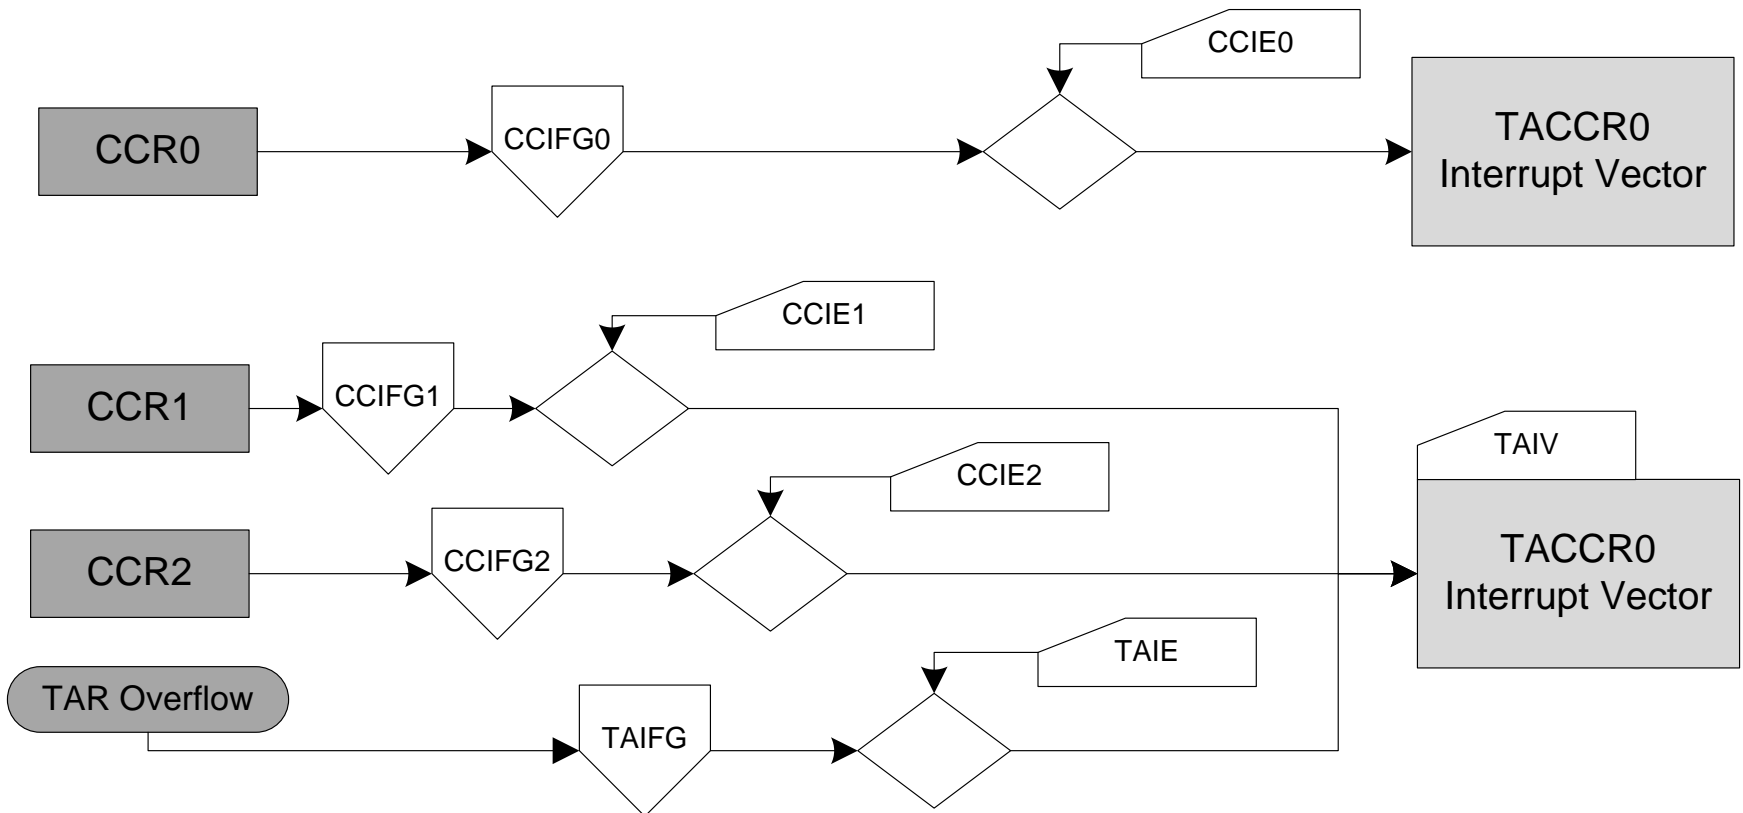 CCIE0
CCR0
CCIFG0
TACCR0
Interrupt Vector
CCIE1
CCR1
CCIFG1
TAIV
CCIE2
CCR2
CCIFG2
TACCR0
Interrupt Vector
TAIE
TAR Overflow
TAIFG